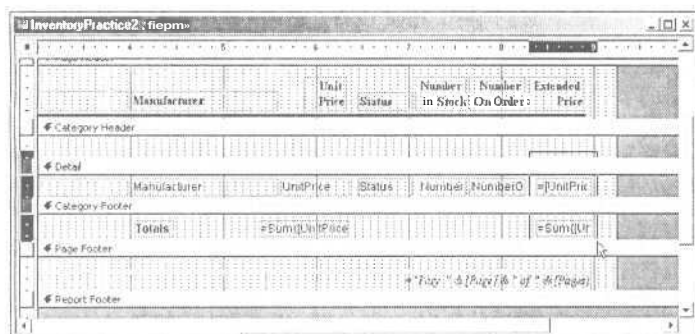 InventoryPractice2 : fiepm»
Page Header
Unit Number Number Extended
Manufacturer Price Status in Stock On Order: Price
Category Header
Detail
Manufacturer UnitPrice Status Number NumberO =[UnitPric
Category Footer
Totals =Sum([UnitPrice =Sum([Ur
Page Footer
="Page " & [Page] & " of " & [Pages]
Report Footer